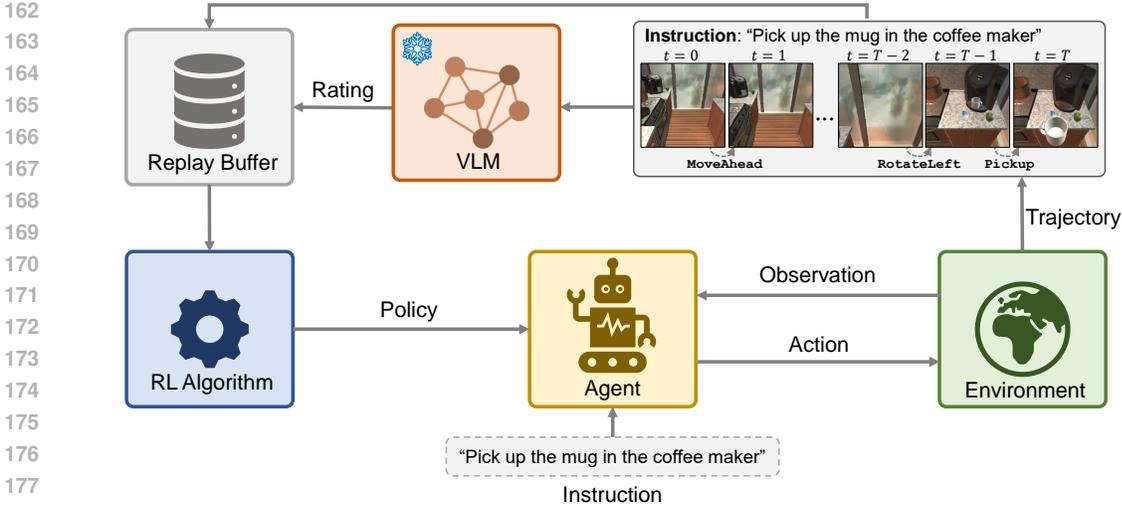 162
163
164
165
166
167
168
169
170
171
172
173
174
175
176
177
Instruction: “Pick up the mug in the coffee maker”
t = 0
t = 1
t = T − 2
t = T − 1
t = T
...
MoveAhead
RotateLeft
Pickup
Rating
Replay Buffer
VLM
Trajectory
Observation
Policy
Action
RL Algorithm
Agent
Environment
“Pick up the mug in the coffee maker”
Instruction